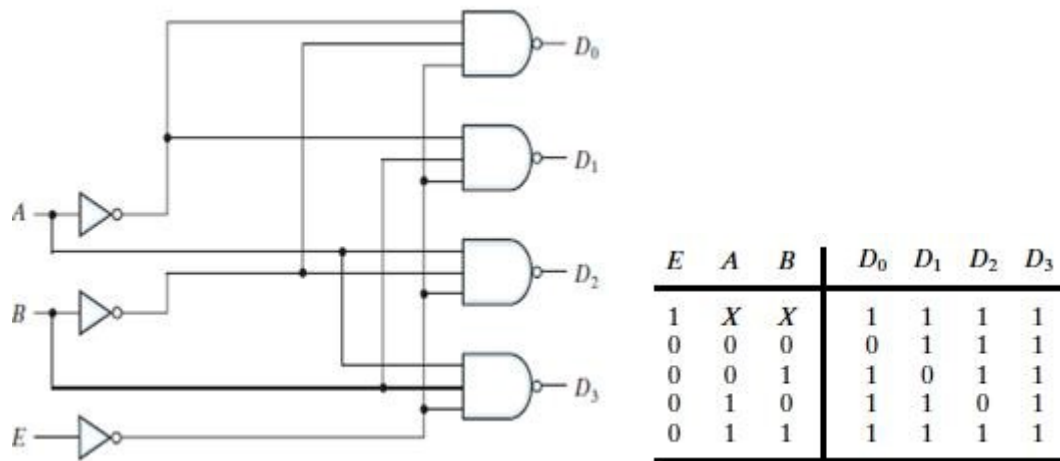 D0
D1
A
D2
B
D3
E
E A B D0 D1 D2 D3
1 X X 1 1 1 1
0 0 0 0 1 1 1
0 0 1 1 0 1 1
0 1 0 1 1 0 1
0 1 1 1 1 1 1